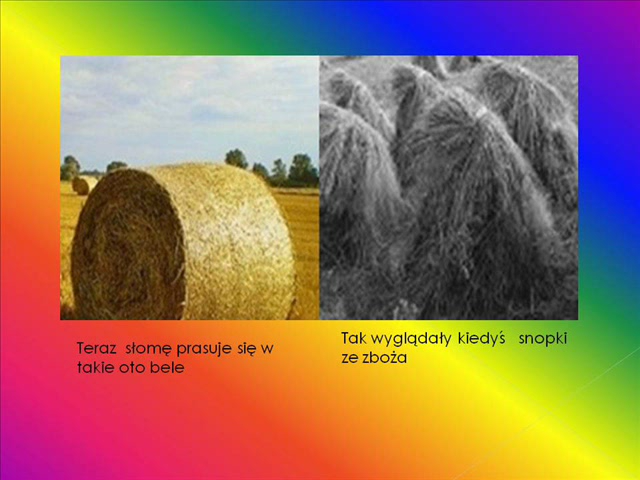 Teraz słomę prasuje się w
takie oto bele
Tak wyglądały kiedyś snopki
ze zboża